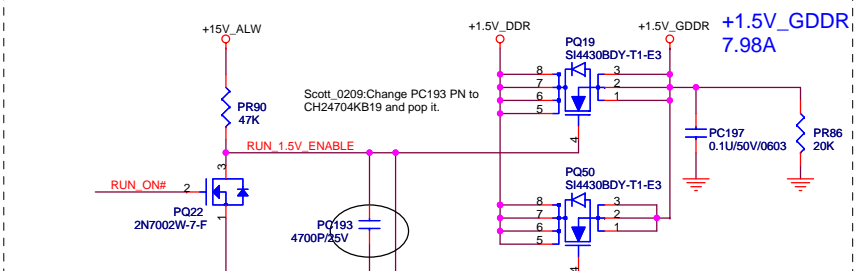 +15V_ALW
+1.5V_DDR
+1.5V_GDDR
+1.5V_GDDR
7.98A
PQ19
SI4430BDY-T1-E3
8
7
6
5
3
2
1
4
Scott_0209:Change PC193 PN to
CH24704KB19 and pop it.
PR90
47K
PC197
0.1U/50V/0603
PR86
20K
RUN_1.5V_ENABLE
3
RUN_ON#
2
PQ22
2N7002W-7-F
1
PQ50
SI4430BDY-T1-E3
8
7
6
5
3
2
1
4
PC193
4700P/25V